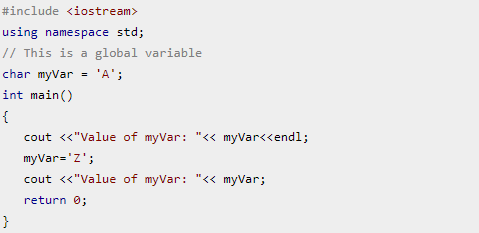 #include <iostream>
using namespace std;
// This is a global variable
char myVar = 'A';
int main()
{
   cout <<"Value of myVar: "<< myVar<<endl;
   myVar='Z';
   cout <<"Value of myVar: "<< myVar;
   return 0;
}